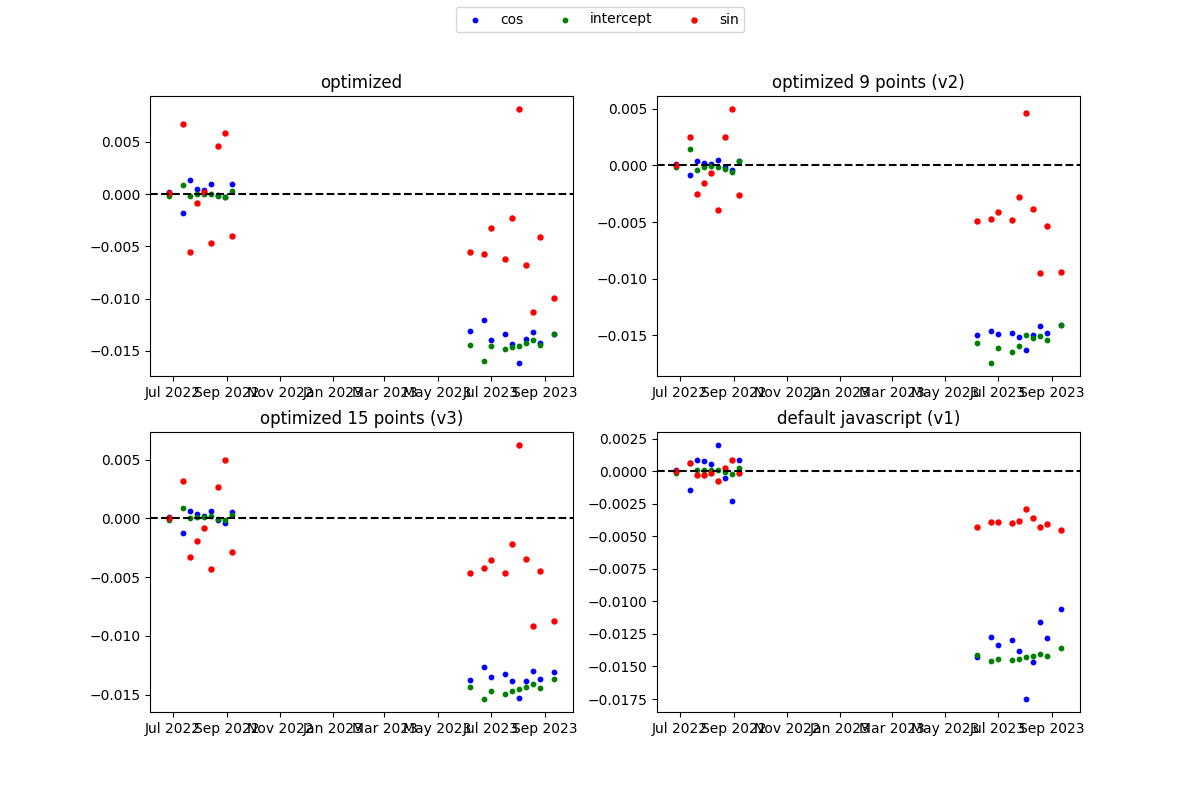 cos intercept sin
optimized
0.005
0.000
−0.005
−0.010
−0.015
Jul 2022 Sep 2022 Nov 2022 Jan 2023 Mar 2023 May 2023 Jul 2023 Sep 2023
optimized 9 points (v2)
0.005
0.000
−0.005
−0.010
−0.015
Jul 2022 Sep 2022 Nov 2022 Jan 2023 Mar 2023 May 2023 Jul 2023 Sep 2023
optimized 15 points (v3)
0.005
0.000
−0.005
−0.010
−0.015
Jul 2022 Sep 2022 Nov 2022 Jan 2023 Mar 2023 May 2023 Jul 2023 Sep 2023
default javascript (v1)
0.0025
0.0000
−0.0025
−0.0050
−0.0075
−0.0100
−0.0125
−0.0150
−0.0175
Jul 2022 Sep 2022 Nov 2022 Jan 2023 Mar 2023 May 2023 Jul 2023 Sep 2023